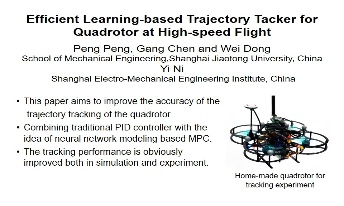 Efficient Learning-based Trajectory Tacker for
Quadrotor at High-speed Flight
Peng Peng, Gang Chen and Wei Dong
School of Mechanical Engineering,Shanghai Jiaotong University, China
Yi Ni
Shanghai Electro-Mechanical Engineering Institute, China
• This paper aims to improve the accuracy of the
trajectory tracking of the quadrotor
• Combining traditional PID controller with the
idea of neural network modeling based MPC.
• The tracking performance is obviously
improved both in simulation and experiment.
Home-made quadrotor for
tracking experiment